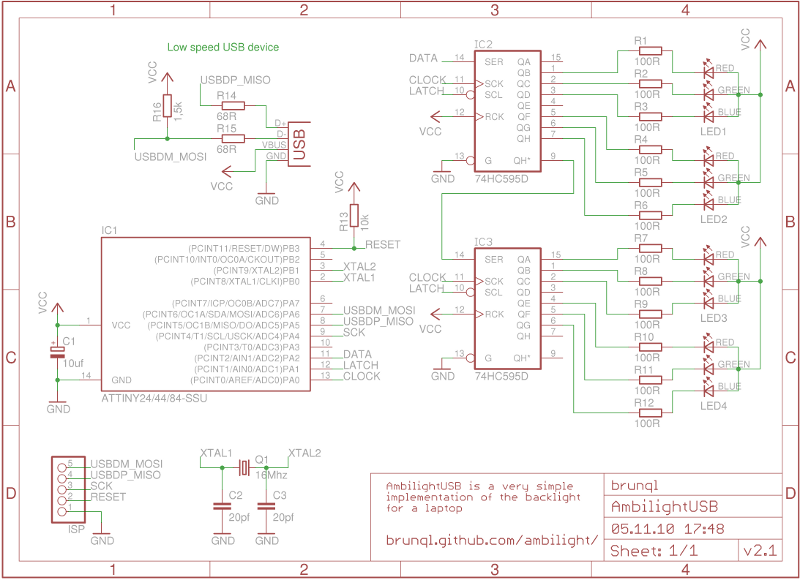 1 2 3 4
A
B
C
D
A
B
C
D
1 2 3 4
Low speed USB device
VCC
R16
1,5k
USBDP_MISO
R14
68R
R15
68R
USBDM_MOSI
VCC
D+
D-
VBUS
GND
USB
GND
VCC
R13
10k
RESET
IC1
(PCINT11/RESET/DW)PB3 4
(PCINT10/INT0/OC0A/CKOUT)PB2 5
(PCINT9/XTAL2)PB1 3 XTAL2
(PCINT8/XTAL1/CLKI)PB0 2 XTAL1
(PCINT7/ICP/OC0B/ADC7)PA7 6
(PCINT6/OC1A/SDA/MOSI/ADC6)PA6 7 USBDM_MOSI
(PCINT5/OC1B/MISO/DO/ADC5)PA5 8 USBDP_MISO
(PCINT4/T1/SCL/USCK/ADC4)PA4 9 SCK
(PCINT3/T0/ADC3)PA3 10
(PCINT2/AIN1/ADC2)PA2 11 DATA
(PCINT1/AIN0/ADC1)PA1 12 LATCH
(PCINT0/AREF/ADC0)PA0 13 CLOCK
1 VCC
14 GND
ATTINY24/44/84-SSU
VCC
+
C1
10uf
GND
IC2
DATA 14 SER
CLOCK 11 SCK
LATCH 10 SCL
VCC 12 RCK
GND 13 G
QA 15
QB 1
QC 2
QD 3
QE 4
QF 5
QG 6
QH 7
QH* 9
74HC595D
IC3
14 SER
CLOCK 11 SCK
LATCH 10 SCL
VCC 12 RCK
GND 13 G
QA 15
QB 1
QC 2
QD 3
QE 4
QF 5
QG 6
QH 7
QH* 9
74HC595D
R1
100R
R2
100R
R3
100R
R4
100R
R5
100R
R6
100R
R7
100R
R8
100R
R9
100R
R10
100R
R11
100R
R12
100R
VCC
RED
GREEN
BLUE
LED1
RED
GREEN
BLUE
LED2
VCC
RED
GREEN
BLUE
LED3
RED
GREEN
BLUE
LED4
5 USBDM_MOSI
4 USBDP_MISO
3 SCK
2 RESET
1
ISP
GND
XTAL1
Q1
16Mhz
XTAL2
C2
20pf
C3
20pf
GND
GND
AmbilightUSB is a very simple
implementation of the backlight
for a laptop
brunql.github.com/ambilight/
brunql
AmbilightUSB
05.11.10 17:48
Sheet: 1/1
v2.1